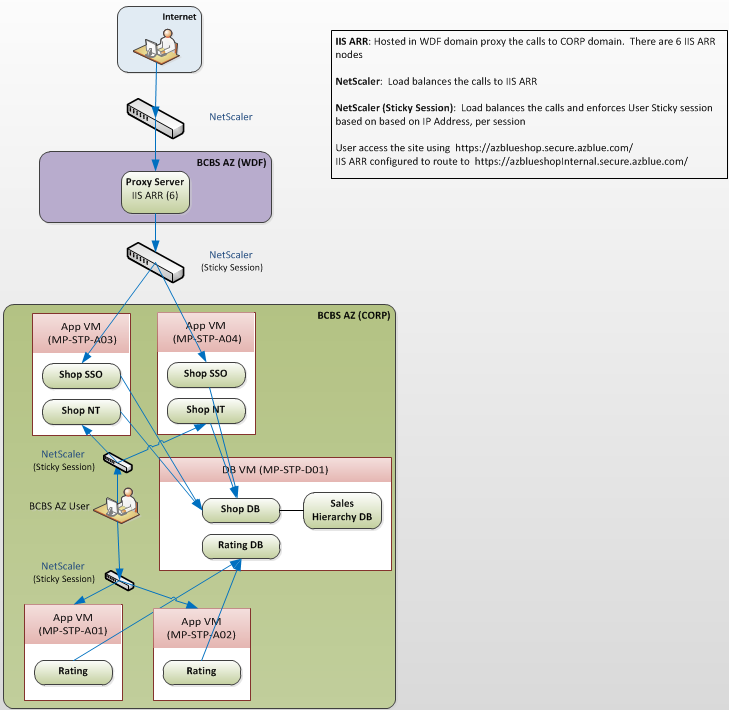 Internet
IIS ARR: Hosted in WDF domain proxy the calls to CORP domain. There are 6 IIS ARR
nodes
NetScaler: Load balances the calls to IIS ARR
NetScaler (Sticky Session): Load balances the calls and enforces User Sticky session
based on based on IP Address, per session
User access the site using https://azblueshop.secure.azblue.com/
IIS ARR configured to route to https://azblueshopInternal.secure.azblue.com/
NetScaler
BCBS AZ (WDF)
Proxy Server
IIS ARR (6)
NetScaler
(Sticky Session)
BCBS AZ (CORP)
App VM
(MP-STP-A03)
Shop SSO
Shop NT
App VM
(MP-STP-A04)
Shop SSO
Shop NT
NetScaler
(Sticky Session)
BCBS AZ User
DB VM (MP-STP-D01)
Shop DB
Sales
Hierarchy DB
Rating DB
NetScaler
(Sticky Session)
App VM
(MP-STP-A01)
Rating
App VM
(MP-STP-A02)
Rating